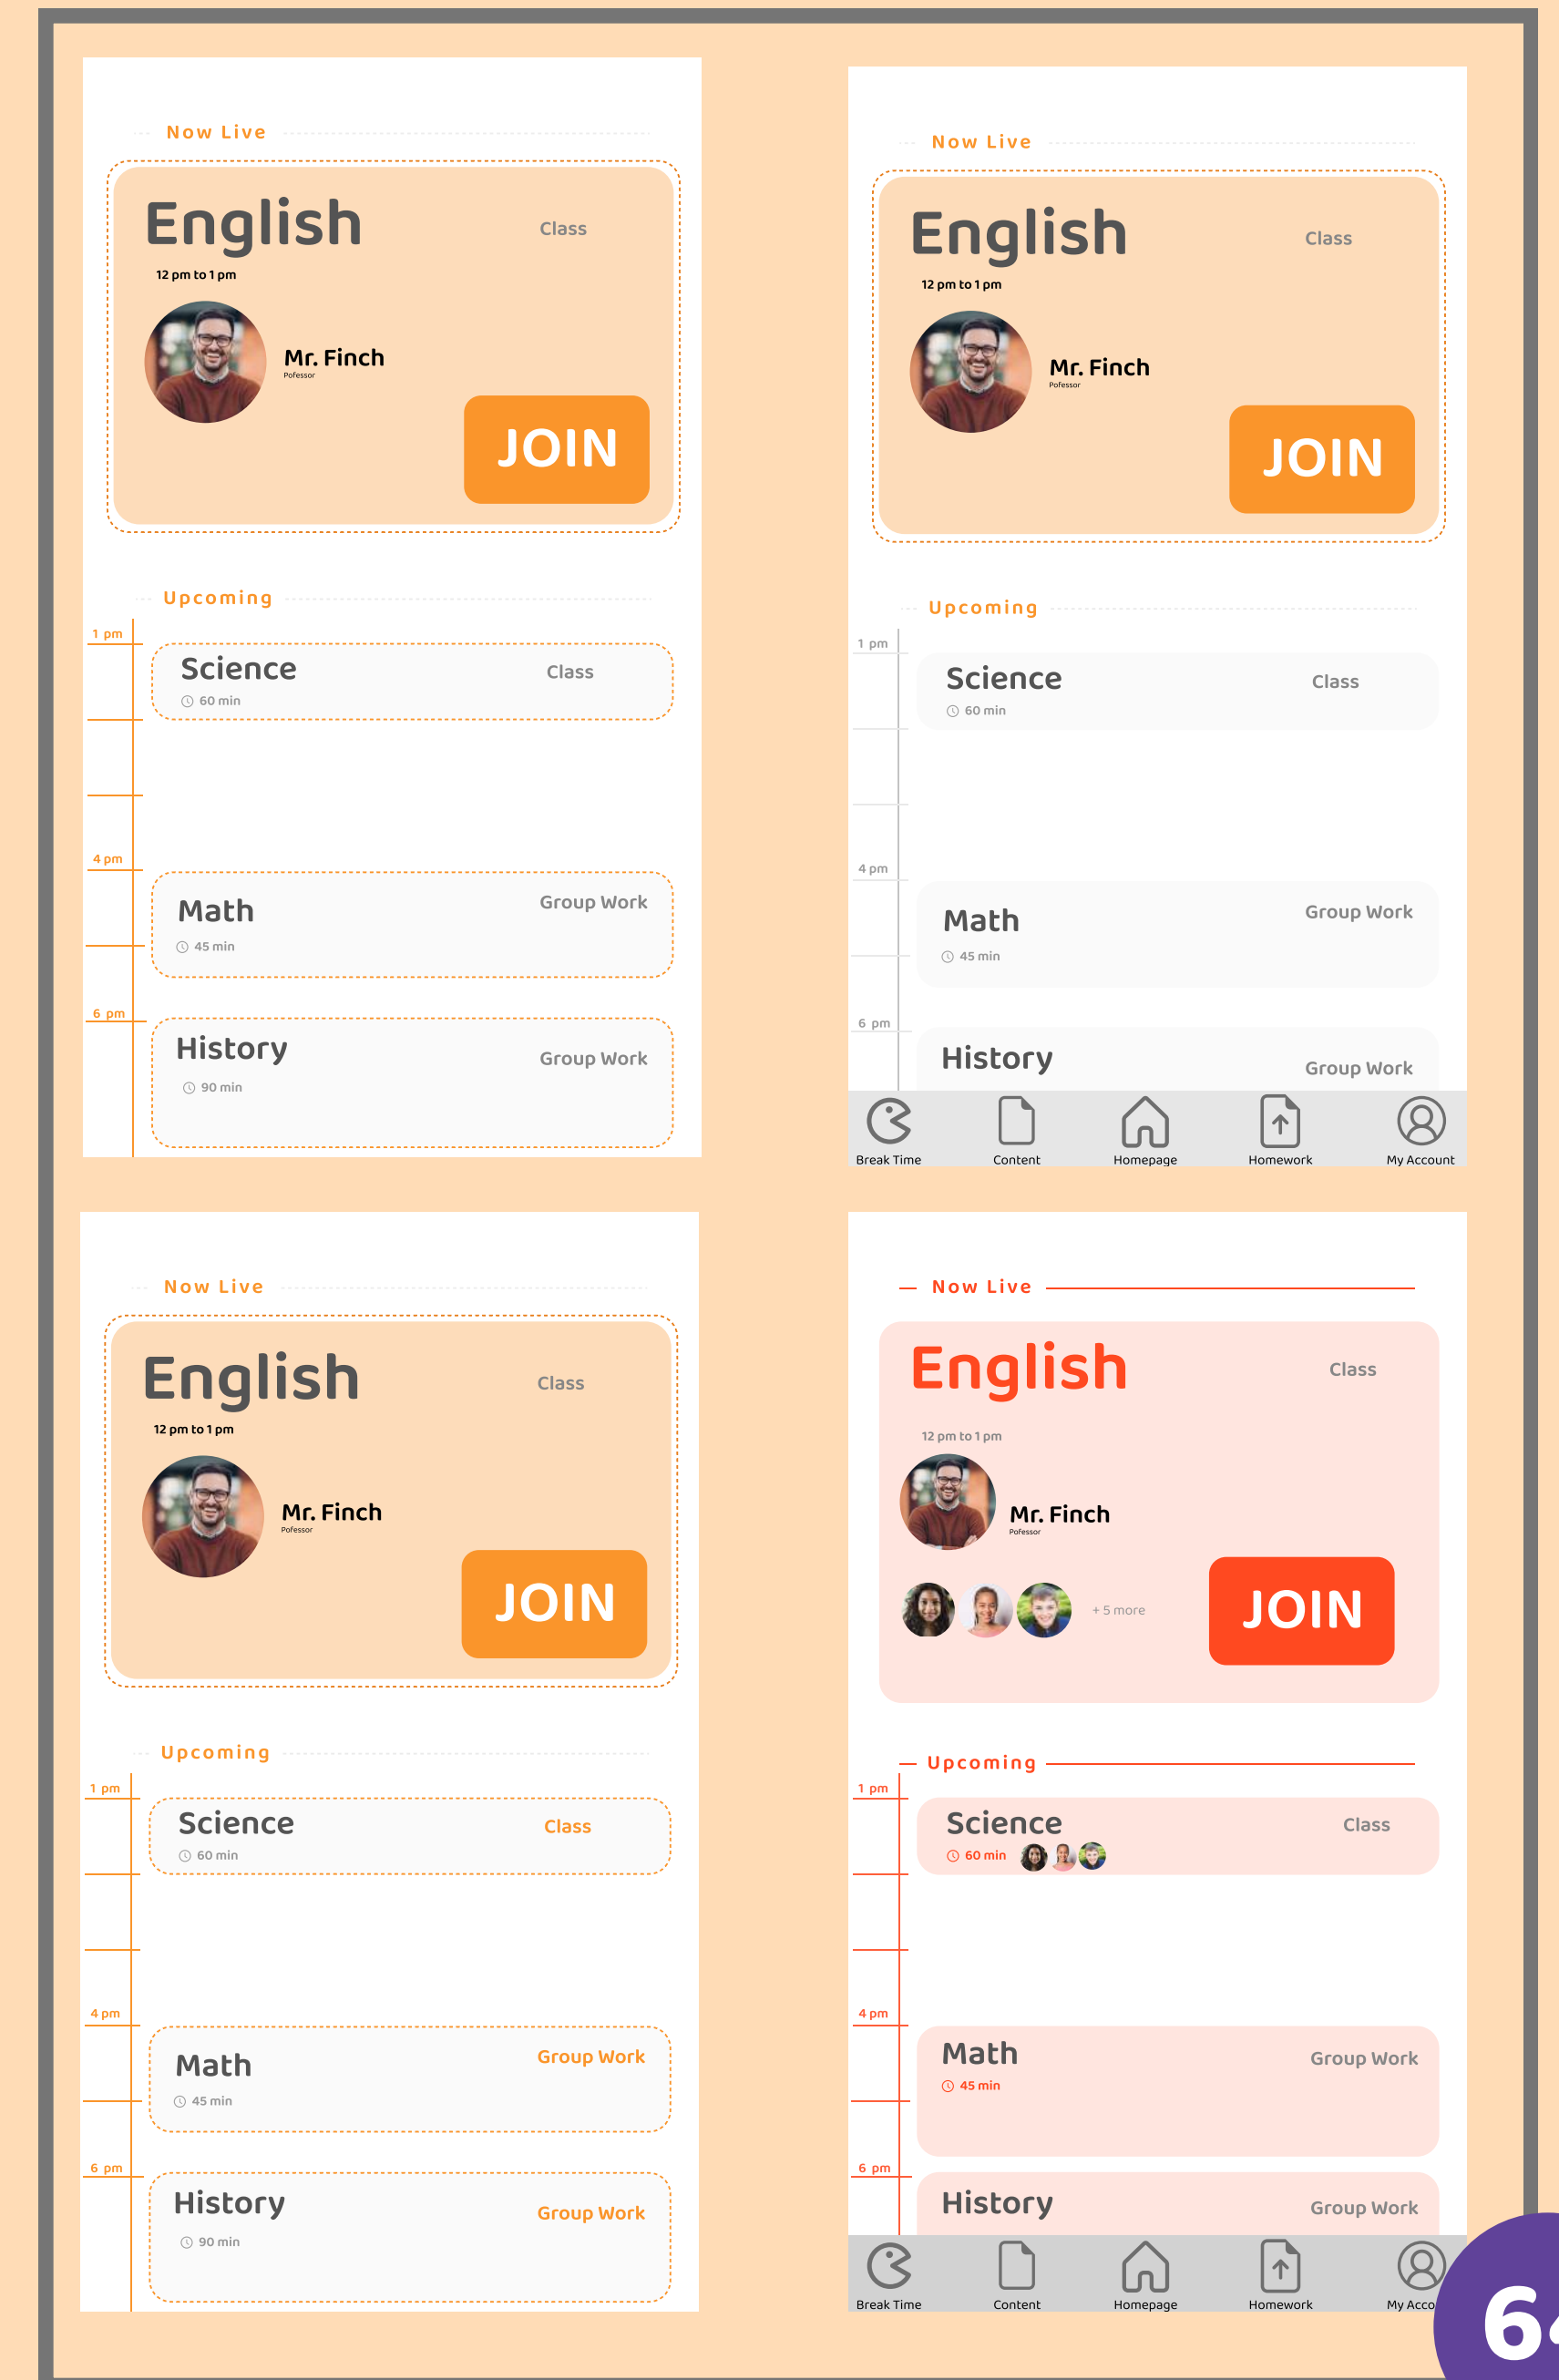 Now Live
English
Class
12 pm to 1 pm
Mr. Finch
Pofessor
JOIN
Upcoming
1 pm
Science
Class
60 min
4 pm
Math
Group Work
45 min
6 pm
History
Group Work
90 min
Now Live
English
Class
12 pm to 1 pm
Mr. Finch
Pofessor
JOIN
Upcoming
1 pm
Science
Class
60 min
4 pm
Math
Group Work
45 min
6 pm
History
Group Work
Break Time
Content
Homepage
Homework
My Account
Now Live
English
Class
12 pm to 1 pm
Mr. Finch
Pofessor
JOIN
Upcoming
1 pm
Science
Class
60 min
4 pm
Math
Group Work
45 min
6 pm
History
Group Work
90 min
Now Live
English
Class
12 pm to 1 pm
Mr. Finch
Pofessor
+ 5 more
JOIN
Upcoming
1 pm
Science
Class
60 min
4 pm
Math
Group Work
45 min
6 pm
History
Group Work
Break Time
Content
Homepage
Homework
My Acco